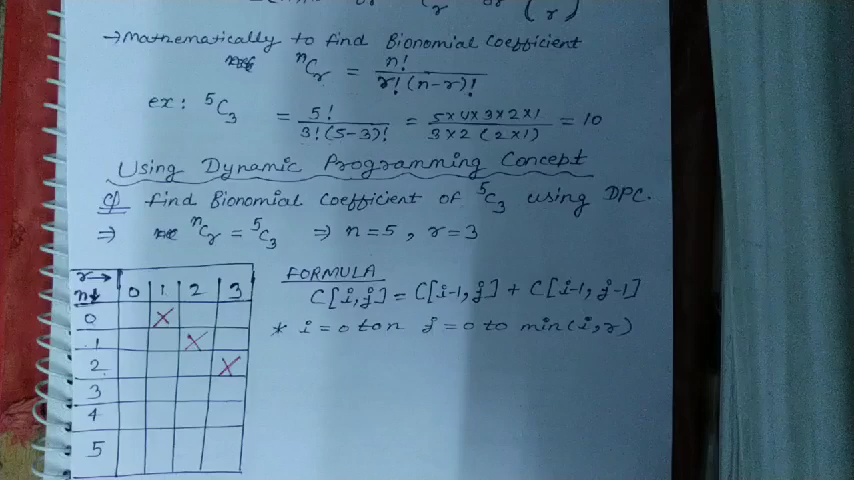 r or (r)
→Mathematically to find Bionomial Coefficient
nCr = n! / r!(n-r)!
ex: 5C3 = 5! / 3!(5-3)! = 5×4×3×2×1 / 3×2(2×1) = 10
Using Dynamic Programming Concept
Q find Bionomial Coefficient of 5C3 using DPC.
⇒ nCr = 5C3 ⇒ n=5, r=3
r→ 0 1 2 3
n↓
0 X
1 X
2 X
3
4
5
FORMULA
C[i,j] = C[i-1,j] + C[i-1, j-1]
* i=0 to n j=0 to min(i,r)